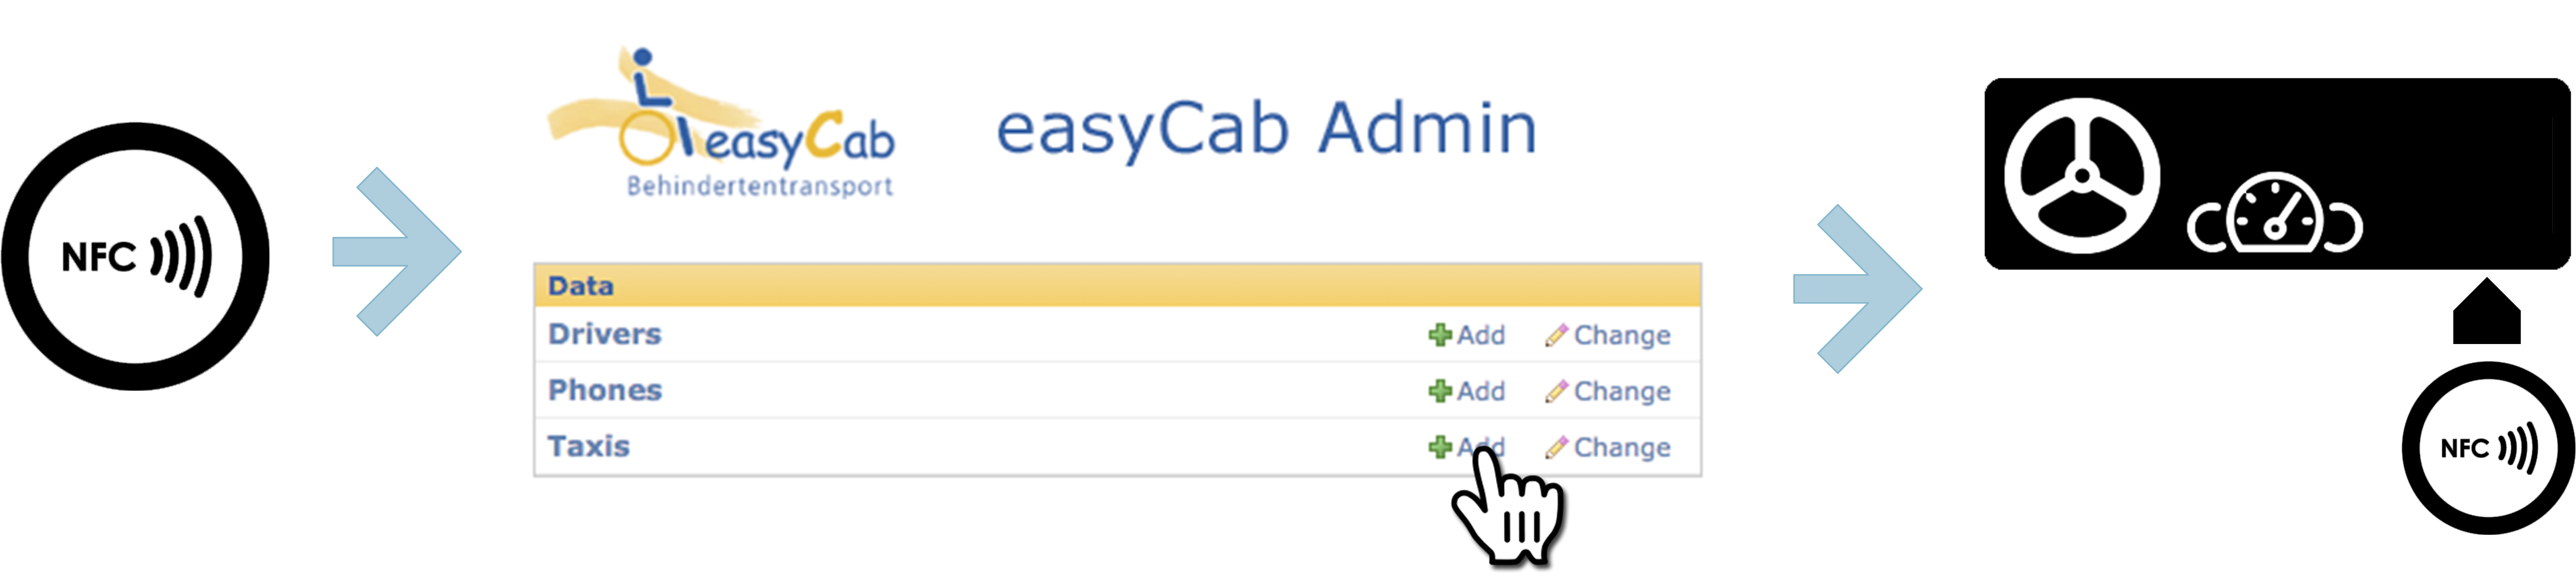 NFC
easyCab
Behindertentransport
easyCab Admin
Data
Drivers Add Change
Phones Add Change
Taxis Add Change
NFC